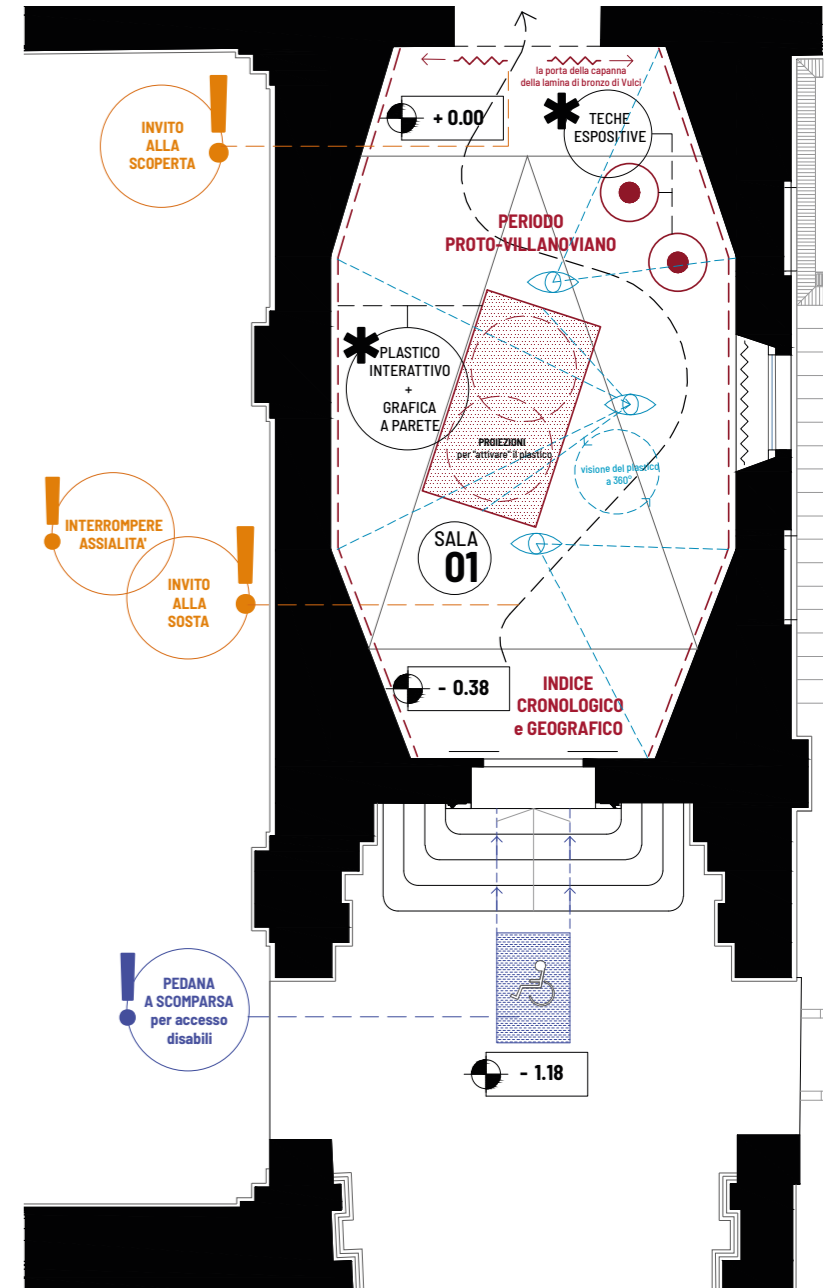 la porta della capanna
della lamina di bronzo di Vulci
+ 0.00
TECHE
ESPOSITIVE
INVITO
ALLA
SCOPERTA
PERIODO
PROTO-VILLANOVIANO
PLASTICO
INTERATTIVO
+
GRAFICA
A PARETE
PROIEZIONI
per "attivare" il plastico
visione del plastico
a 360°
INTERROMPERE
ASSIALITA'
SALA
01
INVITO
ALLA
SOSTA
- 0.38
INDICE
CRONOLOGICO
e GEOGRAFICO
PEDANA
A SCOMPARSA
per accesso
disabili
- 1.18